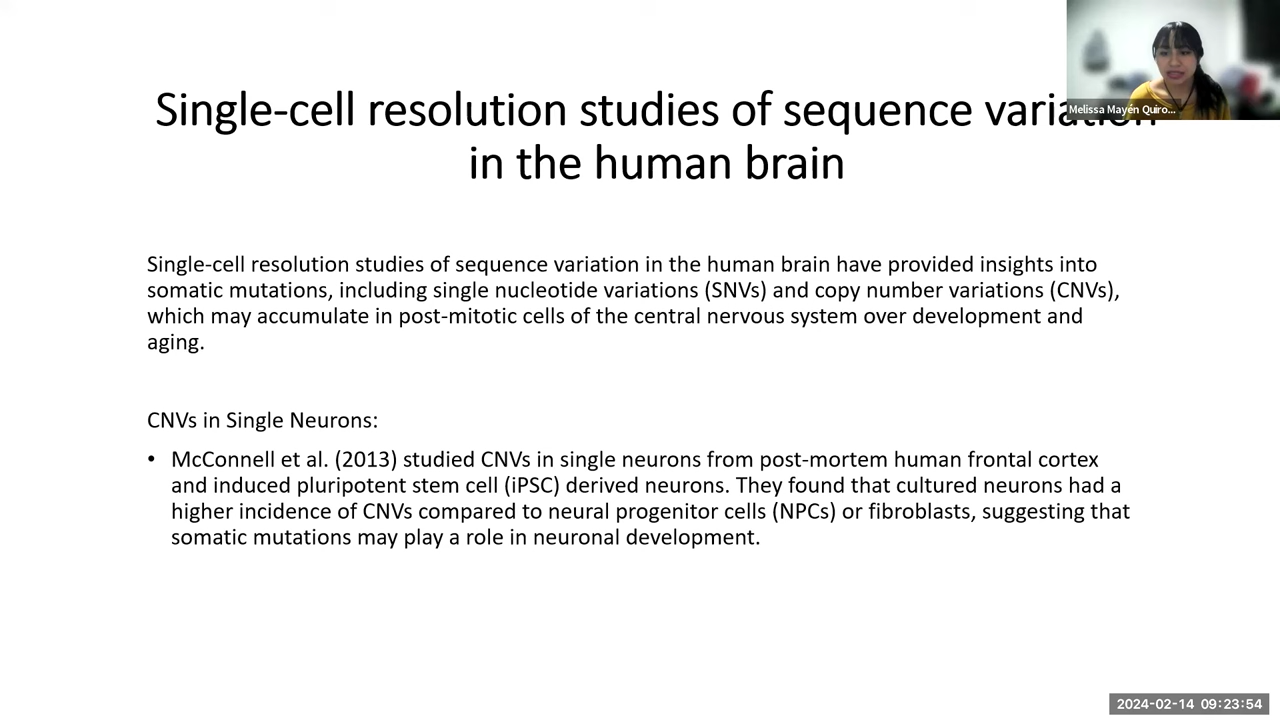 Single-cell resolution studies of sequence variation
in the human brain
Melissa Mayén Quiro...
Single-cell resolution studies of sequence variation in the human brain have provided insights into
somatic mutations, including single nucleotide variations (SNVs) and copy number variations (CNVs),
which may accumulate in post-mitotic cells of the central nervous system over development and
aging.
CNVs in Single Neurons:
• McConnell et al. (2013) studied CNVs in single neurons from post-mortem human frontal cortex
and induced pluripotent stem cell (iPSC) derived neurons. They found that cultured neurons had a
higher incidence of CNVs compared to neural progenitor cells (NPCs) or fibroblasts, suggesting that
somatic mutations may play a role in neuronal development.
2024-02-14 09:23:54